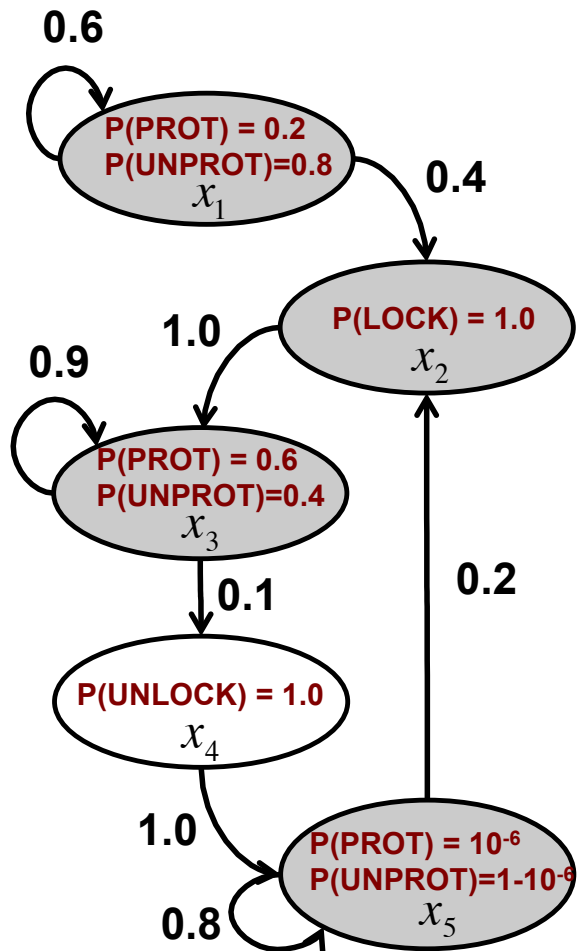 0.6
P(PROT) = 0.2
P(UNPROT)=0.8
x₁
0.4
P(LOCK) = 1.0
x₂
1.0
0.9
P(PROT) = 0.6
P(UNPROT)=0.4
x₃
0.1
0.2
P(UNLOCK) = 1.0
x₄
1.0
P(PROT) = 10⁻⁶
P(UNPROT)=1-10⁻⁶
x₅
0.8